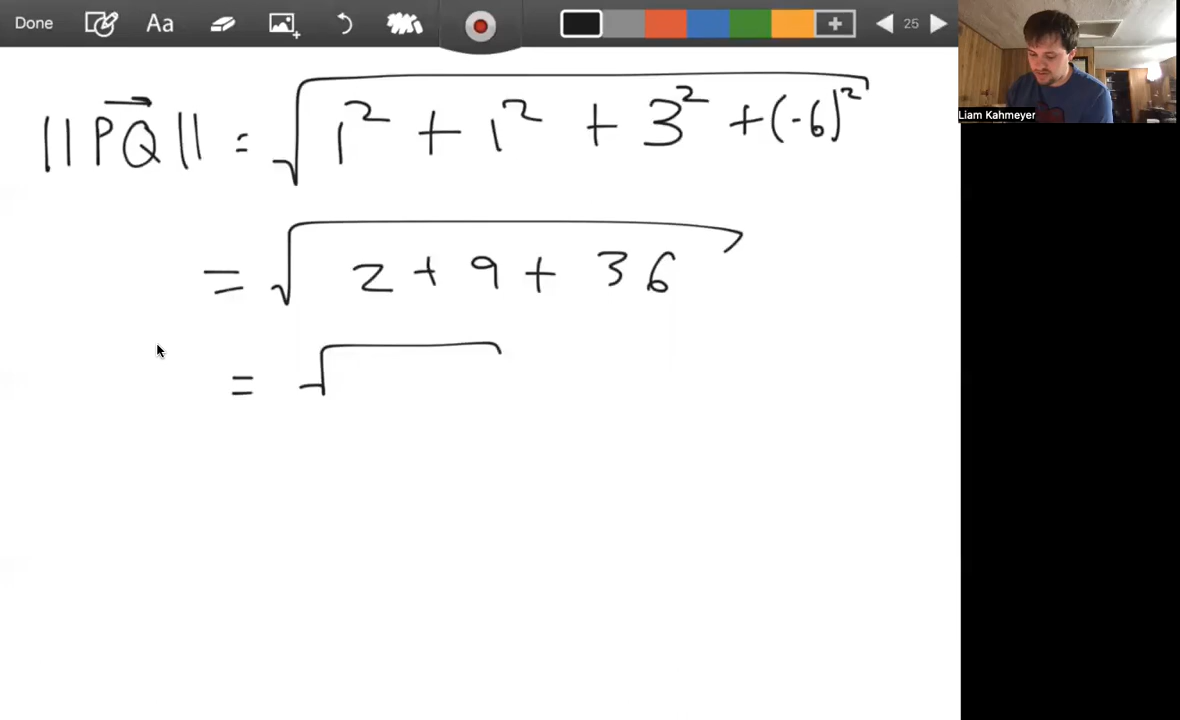 Done Aa + 25
||PQ⃗|| = √(1² + 1² + 3² + (-6)²)
= √(2 + 9 + 36)
= √
Liam Kahmeyer